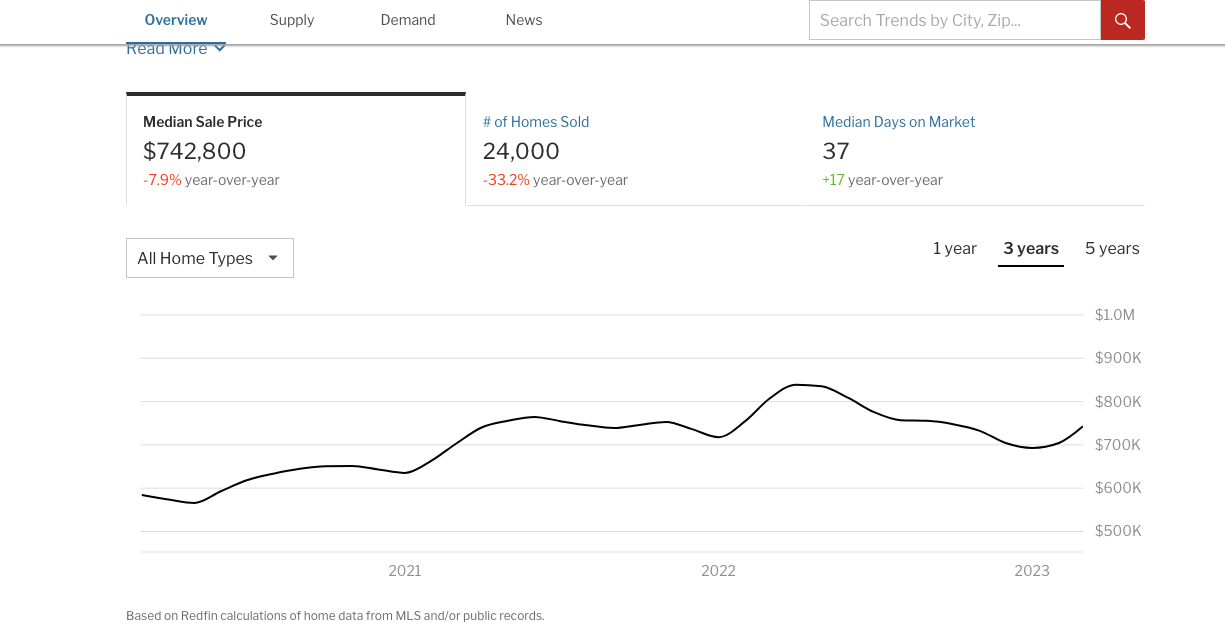 Overview Supply Demand News Search Trends by City, Zip...
Read More
Median Sale Price # of Homes Sold Median Days on Market
$742,800 24,000 37
-7.9% year-over-year -33.2% year-over-year +17 year-over-year
All Home Types 1 year 3 years 5 years
$1.0M
$900K
$800K
$700K
$600K
$500K
2021 2022 2023
Based on Redfin calculations of home data from MLS and/or public records.